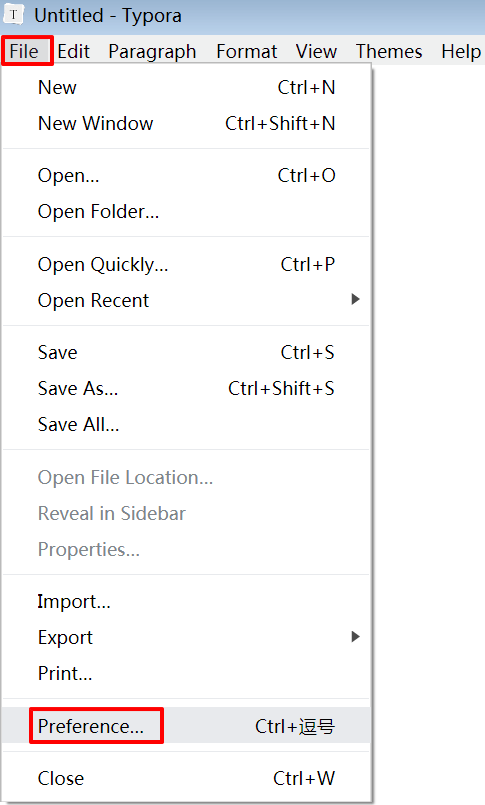 Untitled - Typora
File Edit Paragraph Format View Themes Help
New Ctrl+N
New Window Ctrl+Shift+N
Open... Ctrl+O
Open Folder...
Open Quickly... Ctrl+P
Open Recent
Save Ctrl+S
Save As... Ctrl+Shift+S
Save All...
Open File Location...
Reveal in Sidebar
Properties...
Import...
Export
Print...
Preference... Ctrl+逗号
Close Ctrl+W